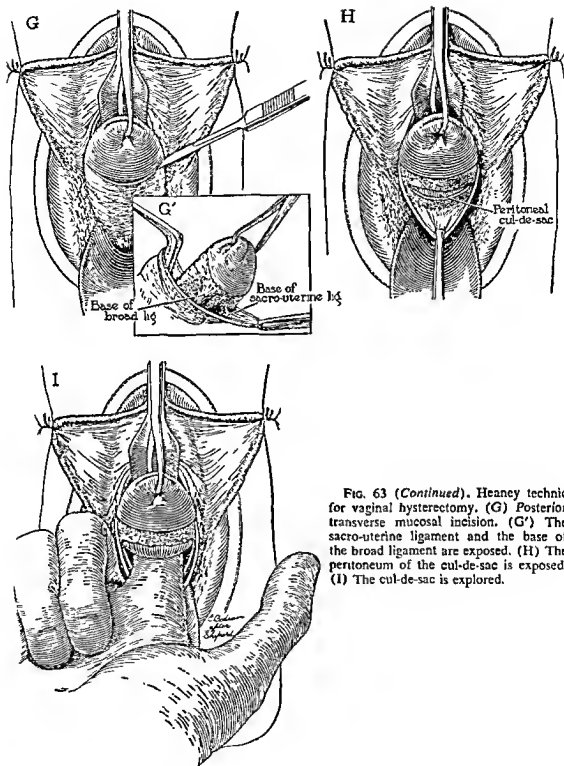 G
H
G'
Base of
broad lig
Base of
sacro-uterine lig
Peritoneal
cul-de-sac
I
FIG. 63 (Continued). Heaney technic
for vaginal hysterectomy. (G) Posterior
transverse mucosal incision. (G') The
sacro-uterine ligament and the base of
the broad ligament are exposed. (H) The
peritoneum of the cul-de-sac is exposed
(I) The cul-de-sac is explored.
after